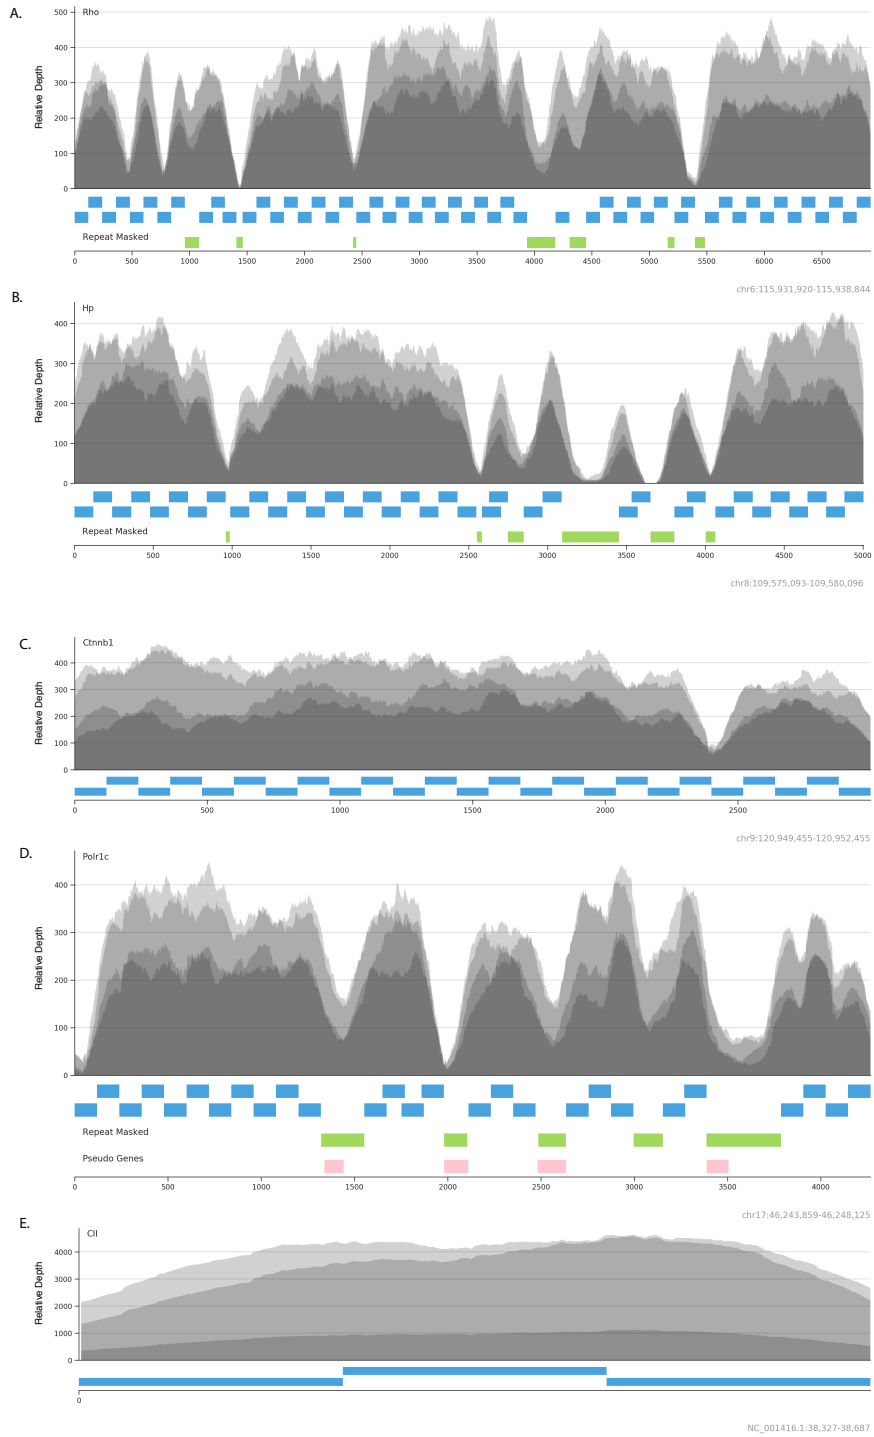 A.
Rho
500
400
300
200
100
0
Relative Depth
Repeat Masked
0 500 1000 1500 2000 2500 3000 3500 4000 4500 5000 5500 6000 6500
chr6:115,931,920-115,938,844
B.
Hp
400
300
200
100
0
Relative Depth
Repeat Masked
0 500 1000 1500 2000 2500 3000 3500 4000 4500 5000
chr8:109,575,093-109,580,096
C.
Ctnnb1
400
300
200
100
0
Relative Depth
0 500 1000 1500 2000 2500
chr9:120,949,455-120,952,455
D.
Polr1c
400
300
200
100
0
Relative Depth
Repeat Masked
Pseudo Genes
0 500 1000 1500 2000 2500 3000 3500 4000
chr17:46,243,859-46,248,125
E.
CII
4000
3000
2000
1000
0
Relative Depth
0
NC_001416.1:38,327-38,687